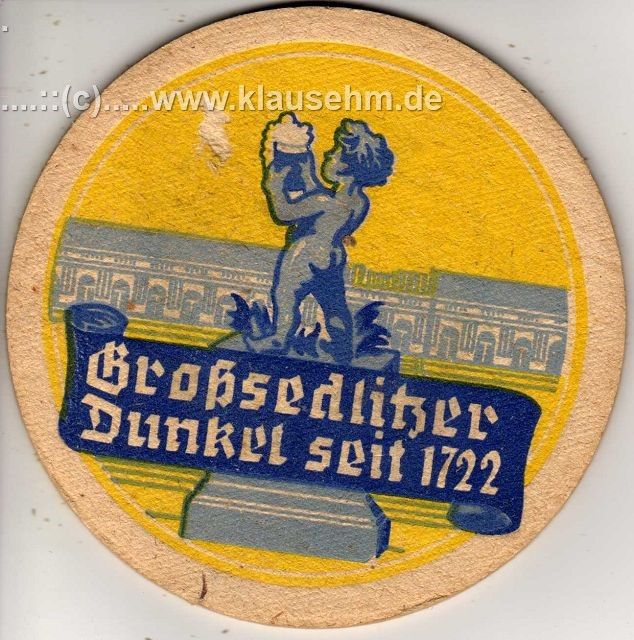 ....::(c).....www.klausehm.de
Großsedlitzer
Dunkel seit 1722